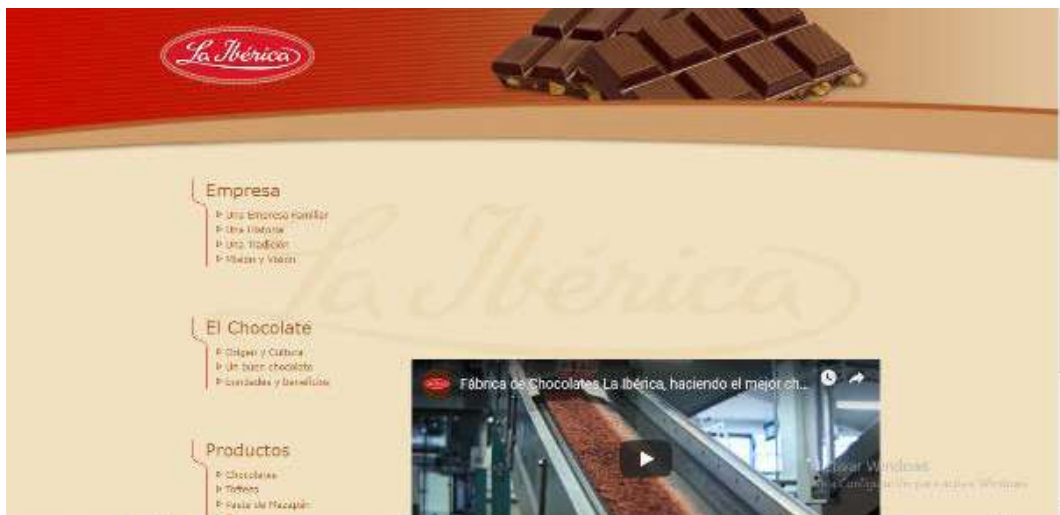 La Ibérica
Empresa
Una Empresa Familiar
Una Historia
Una Tradición
Misión y Visión
La Ibérica
El Chocolate
Origen y Cultura
Un buen chocolate
Bondades y beneficios
Fábrica de Chocolates La Ibérica, haciendo el mejor ch...
Productos
Chocolates
Toffees
Pasta de Mazapán
Activar Windows